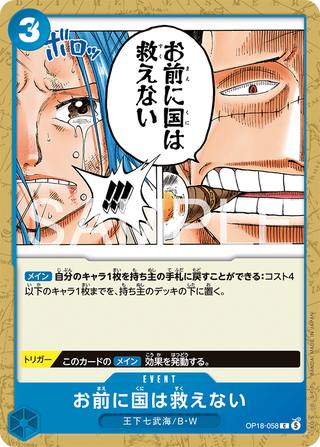 3
ボロッ
お前に国は
救えない
!!!
SAMPLE
メイン 自分のキャラ1枚を持ち主の手札に戻すことができる:コスト4
以下のキャラ1枚までを、持ち主のデッキの下に置く。
トリガー このカードの メイン 効果を発動する。
EVENT
お前に国は救えない
王下七武海/B・W
OP18-058 C